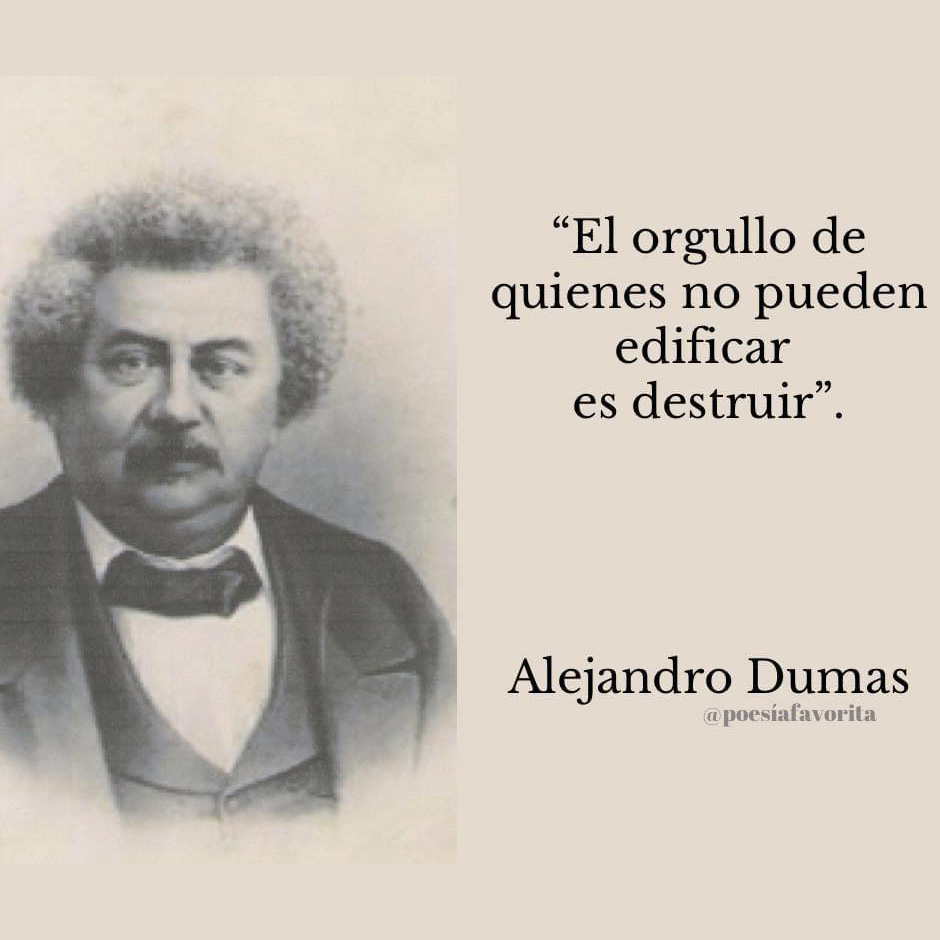 “El orgullo de
quienes no pueden
edificar
es destruir”.
Alejandro Dumas
@poesíafavorita